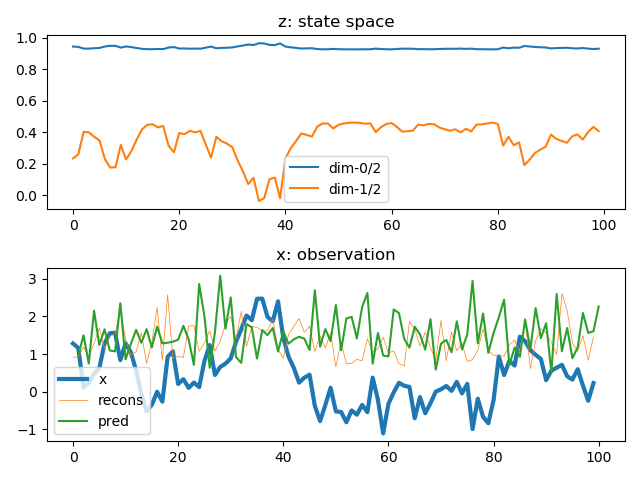 z: state space
1.0
0.8
0.6
0.4
0.2
0.0
dim-0/2
dim-1/2
0 20 40 60 80 100
x: observation
3
2
1
0
−1
x
recons
pred
0 20 40 60 80 100